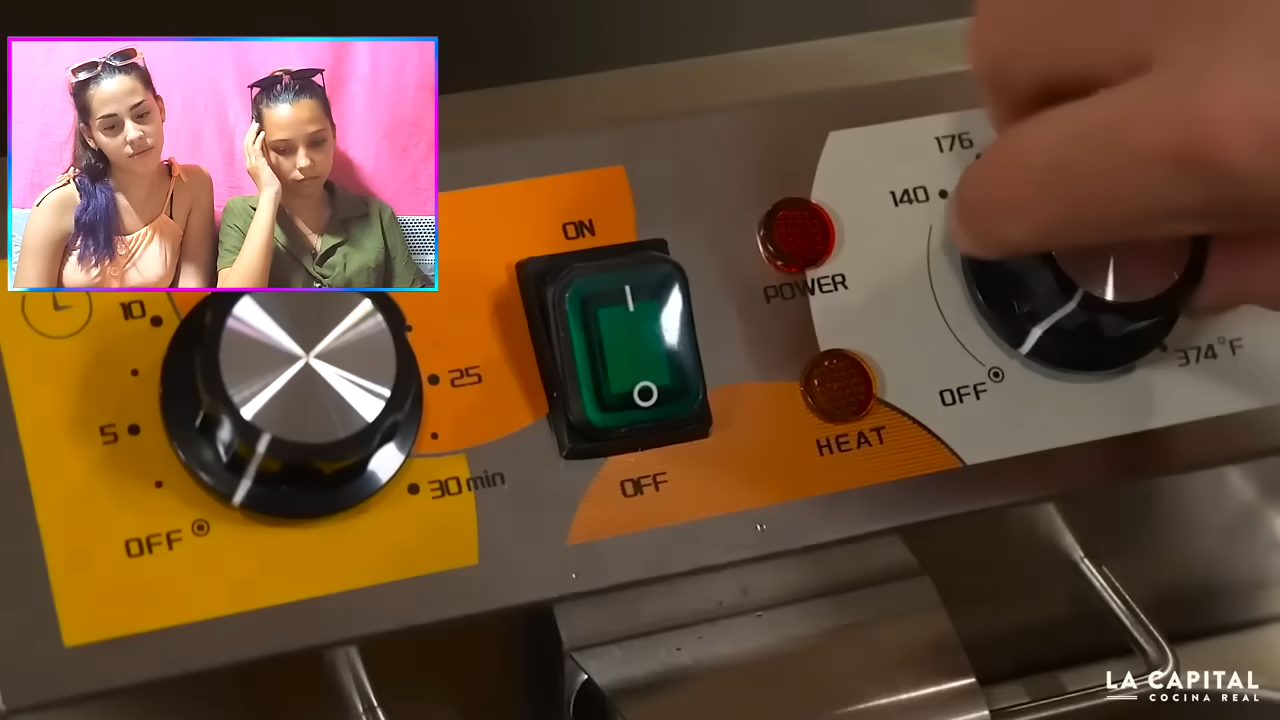 10
5
OFF
25
30 min
ON
OFF
POWER
HEAT
176
140
OFF
374°F
LA CAPITAL
COCINA REAL